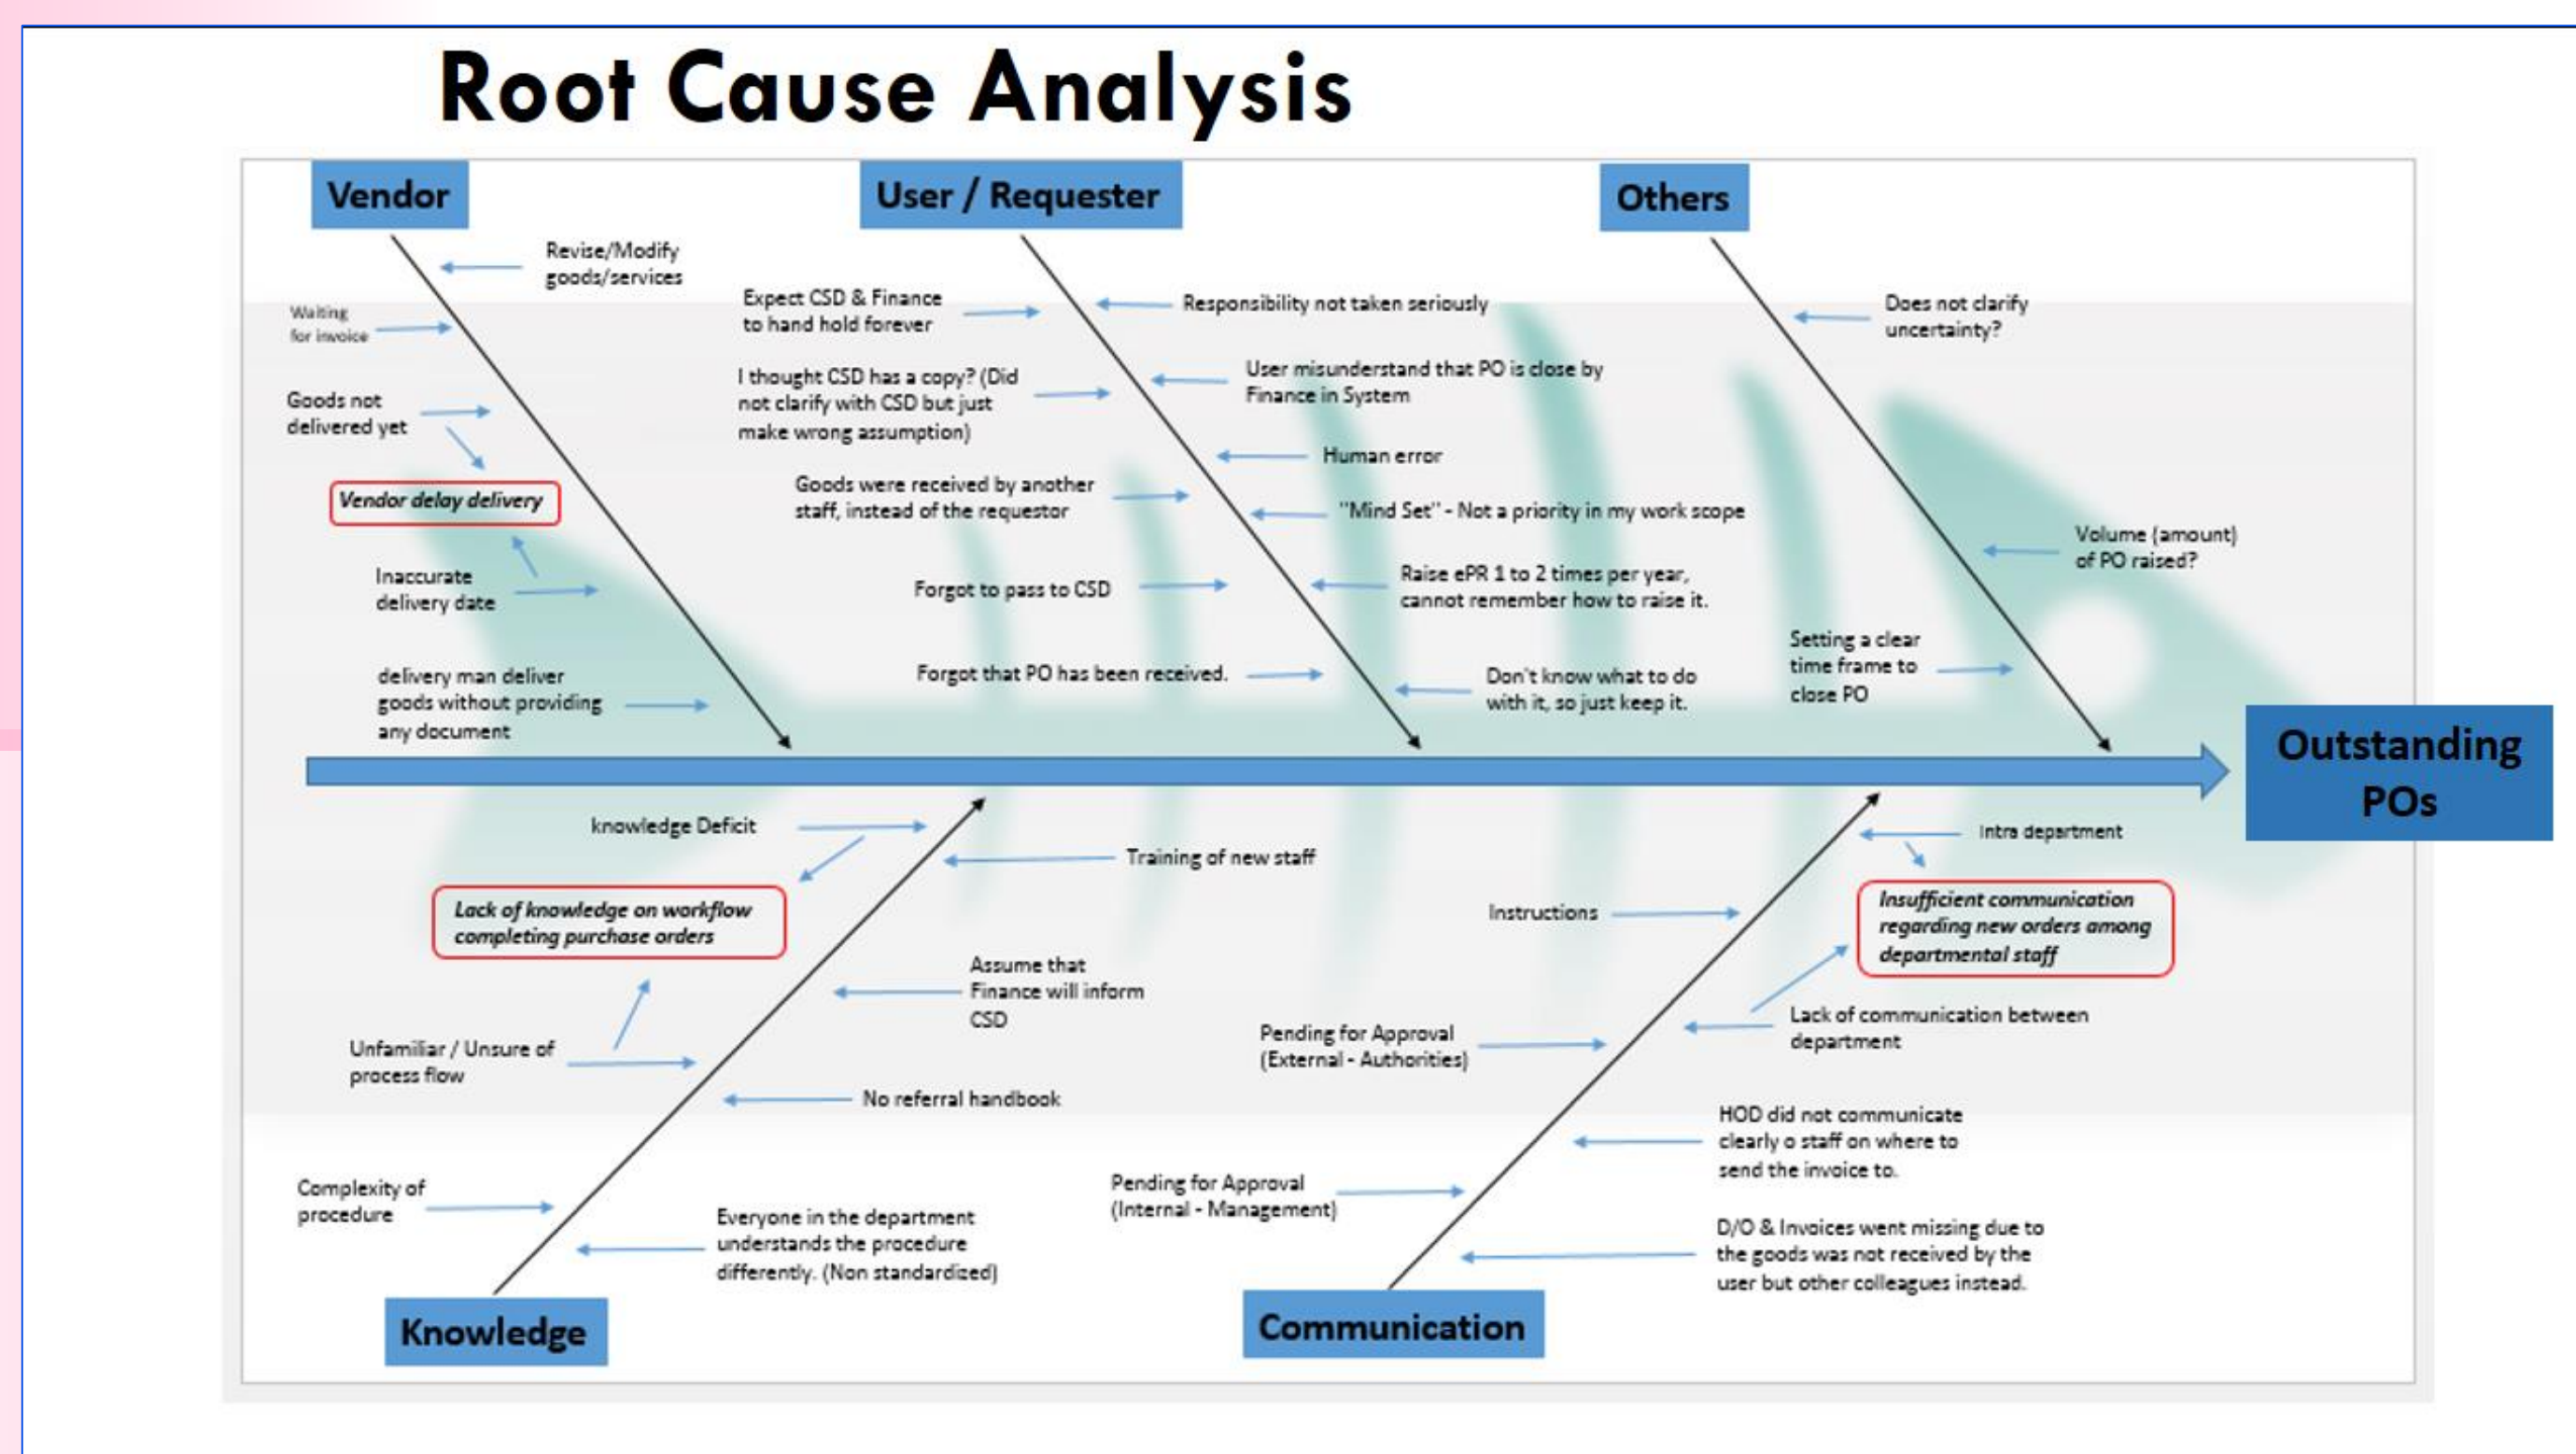 Root Cause Analysis
Vendor
User / Requester
Others
Revise/Modify
goods/services
Waiting
for invoice
Goods not
delivered yet
Vendor delay delivery
Inaccurate
delivery date
delivery man deliver
goods without providing
any document
Expect CSD & Finance
to hand hold forever
I thought CSD has a copy? (Did
not clarify with CSD but just
make wrong assumption)
Goods were received by another
staff, instead of the requestor
Forgot to pass to CSD
Forgot that PO has been received.
Responsibility not taken seriously
User misunderstand that PO is close by
Finance in System
Human error
"Mind Set" - Not a priority in my work scope
Raise ePR 1 to 2 times per year,
cannot remember how to raise it.
Don't know what to do
with it, so just keep it.
Does not clarify
uncertainty?
Volume (amount)
of PO raised?
Setting a clear
time frame to
close PO
Outstanding
POs
knowledge Deficit
Training of new staff
Lack of knowledge on workflow
completing purchase orders
Assume that
Finance will inform
CSD
Unfamiliar / Unsure of
process flow
No referral handbook
Complexity of
procedure
Everyone in the department
understands the procedure
differently. (Non standardized)
Knowledge
Intra department
Instructions
Insufficient communication
regarding new orders among
departmental staff
Pending for Approval
(External - Authorities)
Lack of communication between
department
HOD did not communicate
clearly o staff on where to
send the invoice to.
Pending for Approval
(Internal - Management)
D/O & Invoices went missing due to
the goods was not received by the
user but other colleagues instead.
Communication